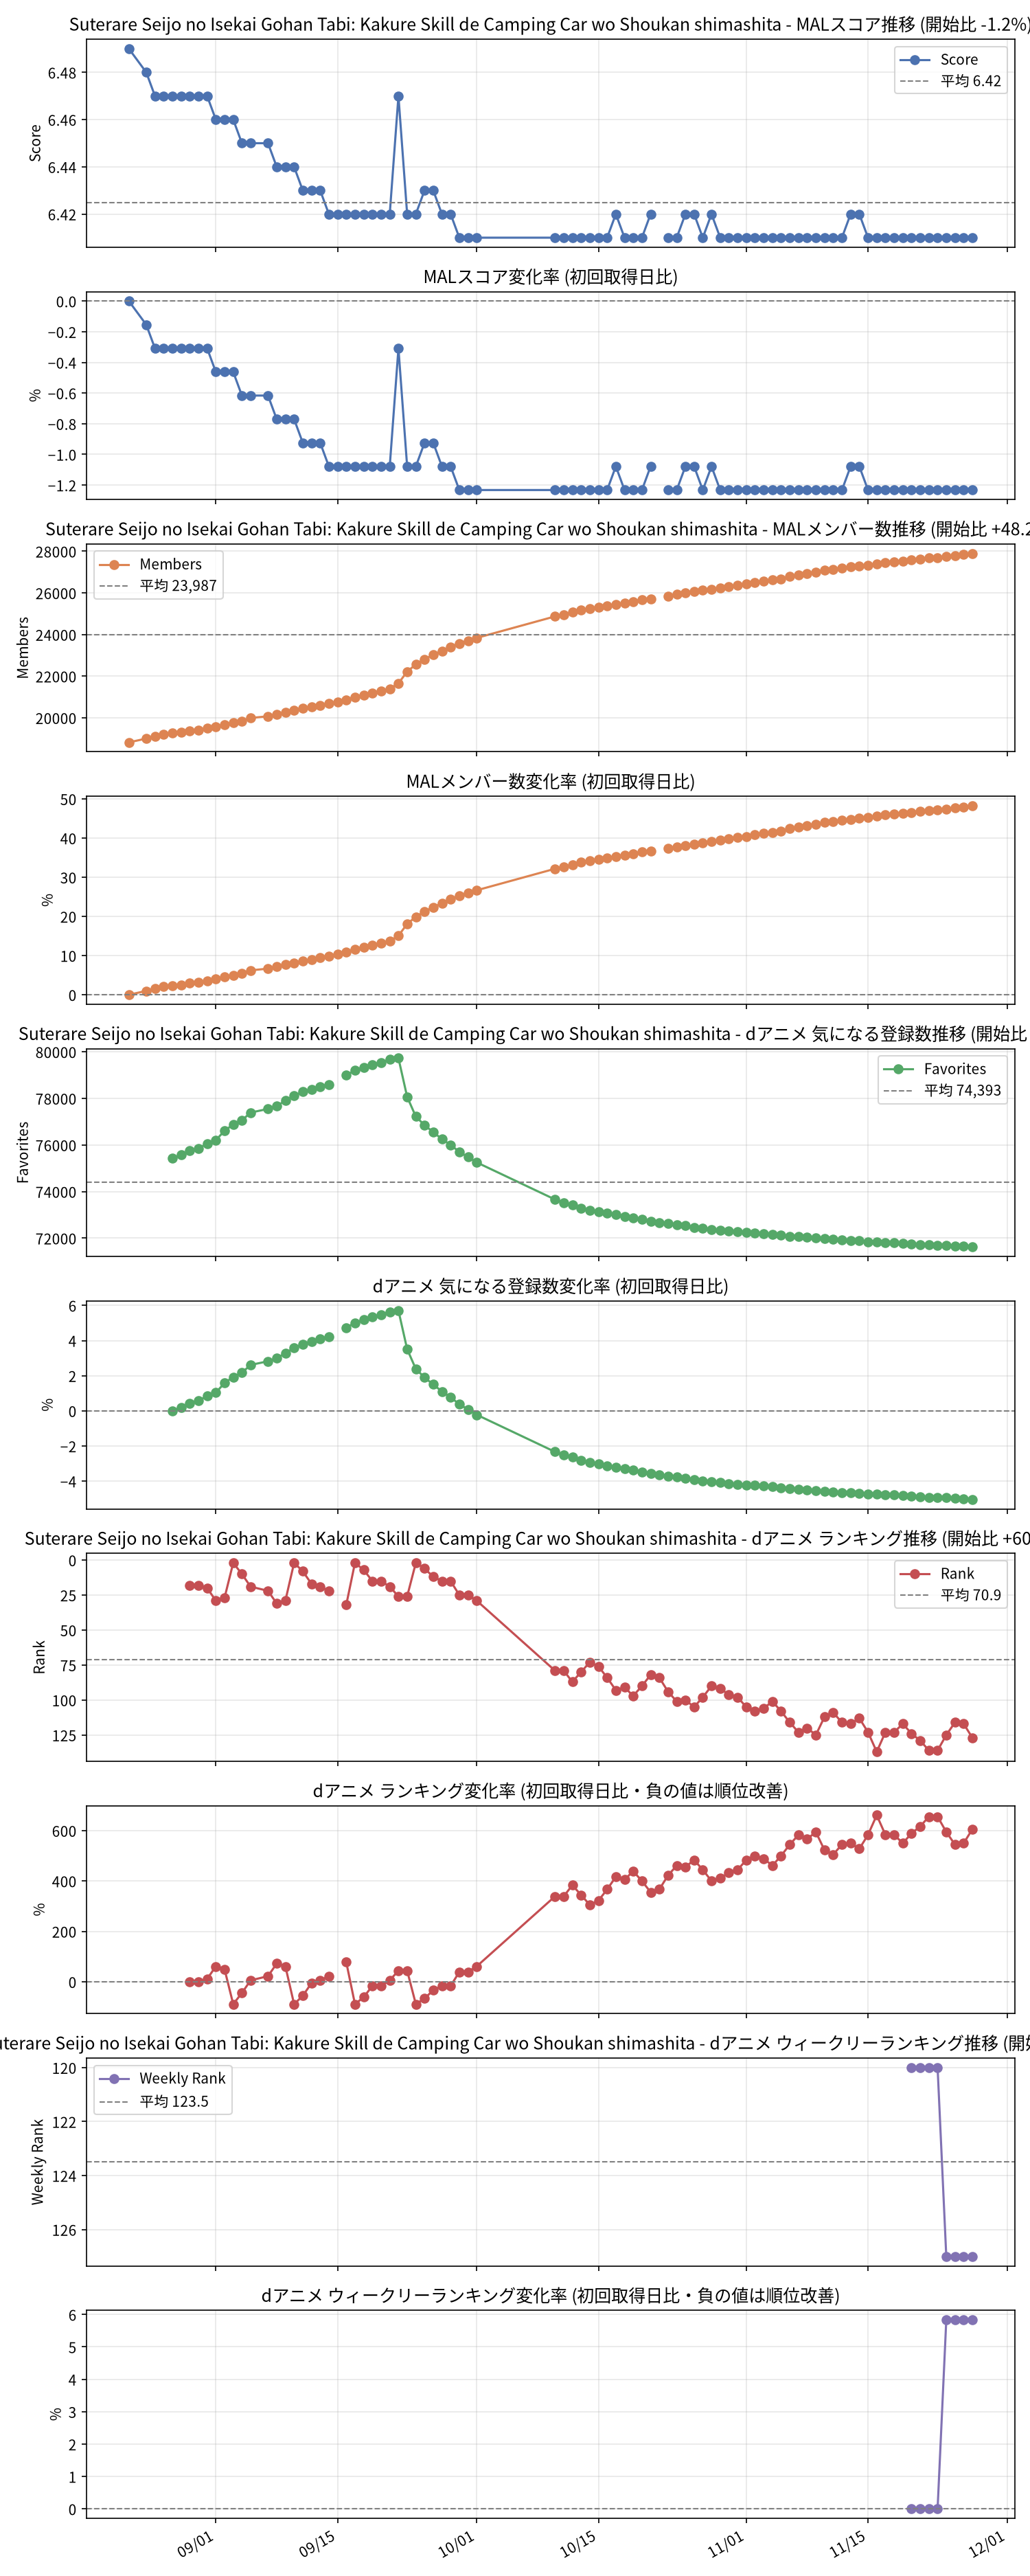 Suterare Seijo no Isekai Gohan Tabi: Kakure Skill de Camping Car wo Shoukan shimashita - MALスコア推移 (開始比 -1.2%)
Score
平均 6.42
6.48
6.46
6.44
6.42
Score
MALスコア変化率 (初回取得日比)
0.0
−0.2
−0.4
−0.6
−0.8
−1.0
−1.2
%
Suterare Seijo no Isekai Gohan Tabi: Kakure Skill de Camping Car wo Shoukan shimashita - MALメンバー数推移 (開始比 +48.2
Members
平均 23,987
28000
26000
24000
22000
20000
Members
MALメンバー数変化率 (初回取得日比)
50
40
30
20
10
0
%
Suterare Seijo no Isekai Gohan Tabi: Kakure Skill de Camping Car wo Shoukan shimashita - dアニメ 気になる登録数推移 (開始比
Favorites
平均 74,393
80000
78000
76000
74000
72000
Favorites
dアニメ 気になる登録数変化率 (初回取得日比)
6
4
2
0
−2
−4
%
Suterare Seijo no Isekai Gohan Tabi: Kakure Skill de Camping Car wo Shoukan shimashita - dアニメ ランキング推移 (開始比 +60
Rank
平均 70.9
0
25
50
75
100
125
Rank
dアニメ ランキング変化率 (初回取得日比・負の値は順位改善)
600
400
200
0
%
uterare Seijo no Isekai Gohan Tabi: Kakure Skill de Camping Car wo Shoukan shimashita - dアニメ ウィークリーランキング推移 (開
Weekly Rank
平均 123.5
120
122
124
126
Weekly Rank
dアニメ ウィークリーランキング変化率 (初回取得日比・負の値は順位改善)
6
5
4
3
2
1
0
%
09/01
09/15
10/01
10/15
11/01
11/15
12/01